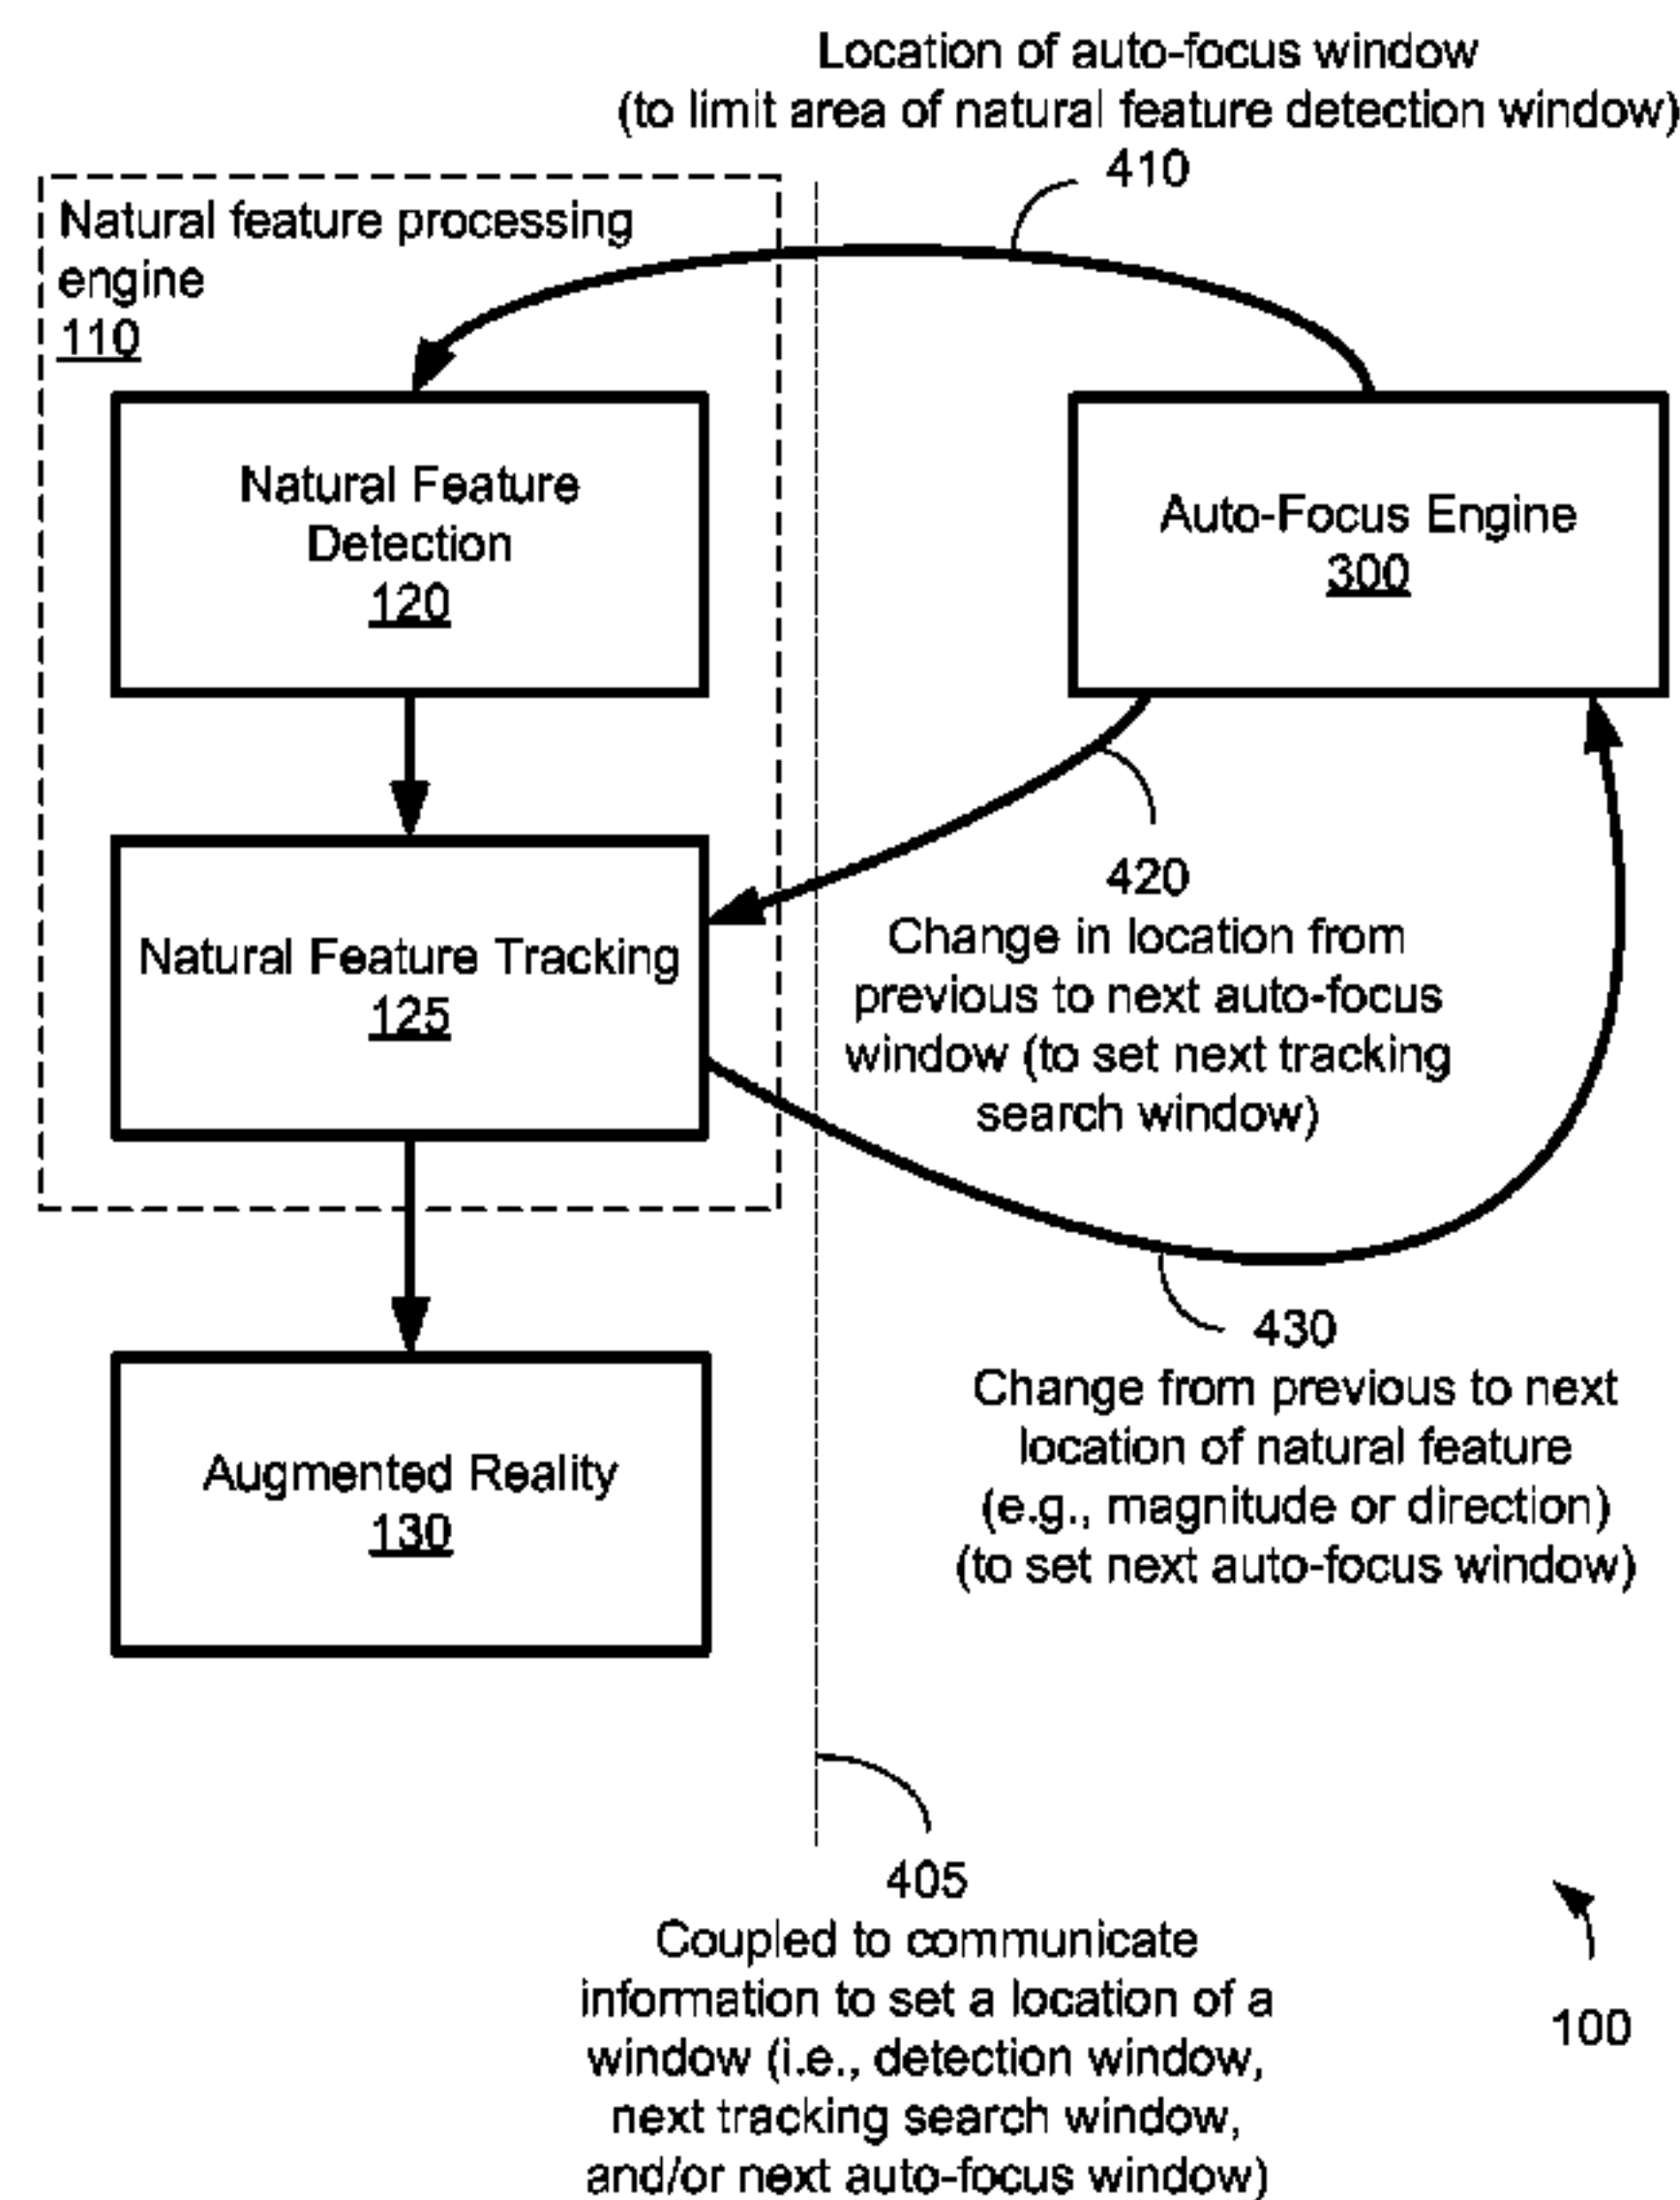 Location of auto-focus window
(to limit area of natural feature detection window)
410
Natural feature processing
engine
110
Natural Feature
Detection
120
Auto-Focus Engine
300
420
Change in location from
previous to next auto-focus
window (to set next tracking
search window)
Natural Feature Tracking
125
430
Change from previous to next
location of natural feature
(e.g., magnitude or direction)
(to set next auto-focus window)
Augmented Reality
130
405
Coupled to communicate
information to set a location of a
window (i.e., detection window,
next tracking search window,
and/or next auto-focus window)
100